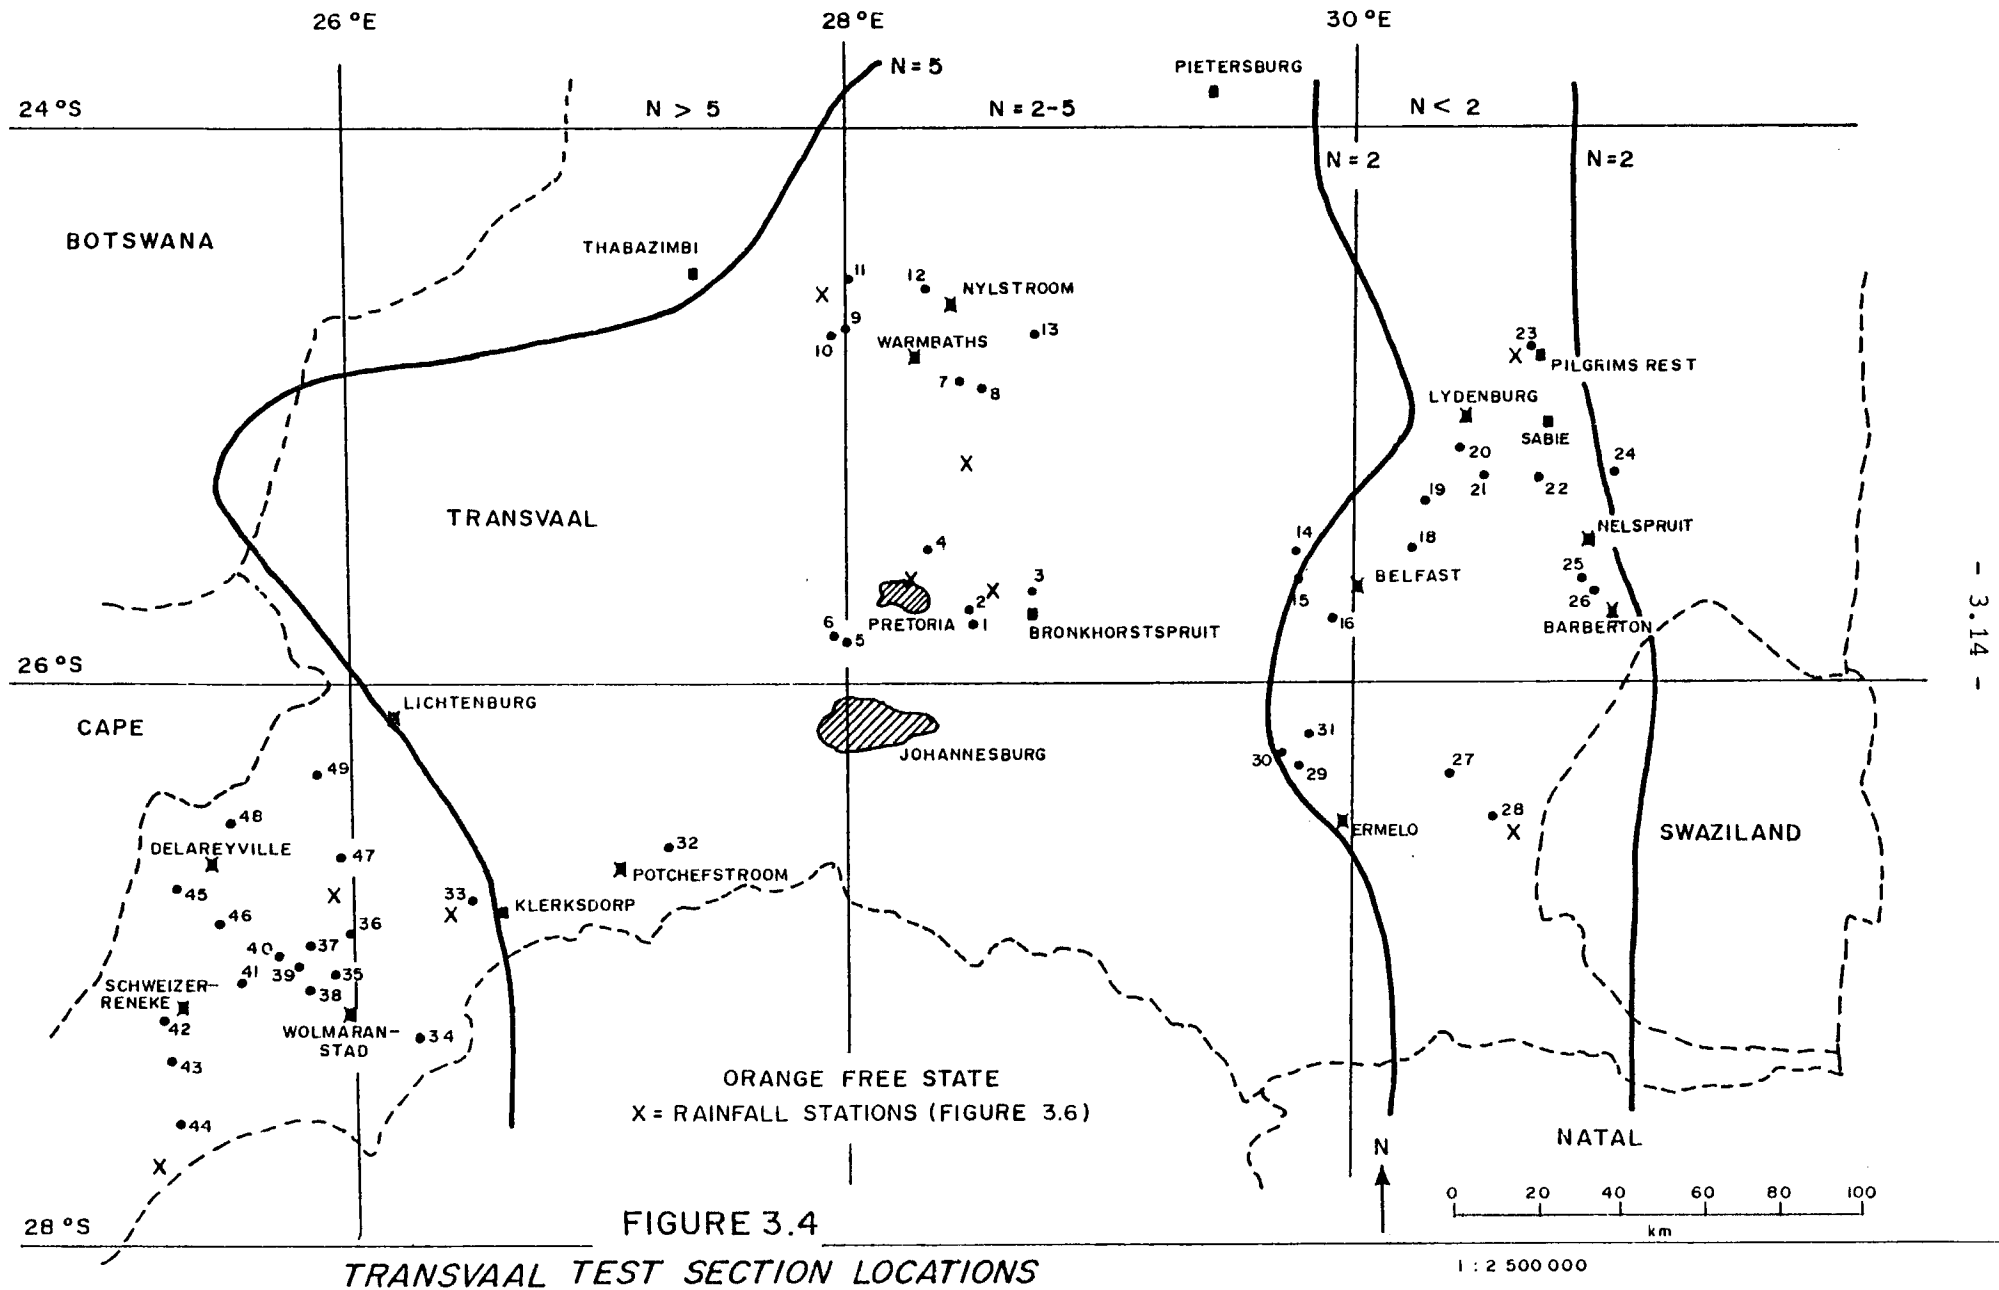 26 °E
28 °E
30 °E
PIETERSBURG
N = 5
24 °S
N > 5
N = 2-5
N < 2
N = 2
N = 2
BOTSWANA
THABAZIMBI
11
12
NYLSTROOM
9
10
13
WARMBATHS
7
8
23
PILGRIMS REST
LYDENBURG
SABIE
20
24
19
21
22
TRANSVAAL
14
18
NELSPRUIT
4
3
BELFAST
25
15
26
2
6
PRETORIA
1
16
5
BRONKHORSTSPRUIT
BARBERTON
- 3.14 -
26 °S
LICHTENBURG
CAPE
31
JOHANNESBURG
30
29
27
49
48
28
ERMELO
SWAZILAND
DELAREYVILLE
47
32
POTCHEFSTROOM
45
33
KLERKSDORP
46
36
40
37
41
39
35
SCHWEIZER-
RENEKE
38
42
WOLMARAN-
STAD
34
43
ORANGE FREE STATE
X = RAINFALL STATIONS (FIGURE 3.6)
44
X
X
X
X
X
X
X
X
X
N
NATAL
0 20 40 60 80 100
km
28 °S
FIGURE 3.4
TRANSVAAL TEST SECTION LOCATIONS
1 : 2 500 000